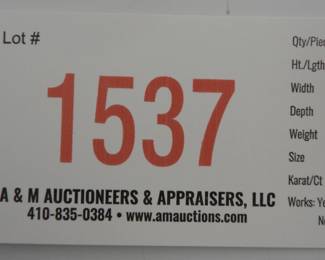 Lot #
1537
A & M AUCTIONEERS & APPRAISERS, LLC
410-835-0384 • www.amauctions.com
Qty/Pie
Ht./Lgth
Width
Depth
Weight
Size
Karat/Ct
Works: Ye
N